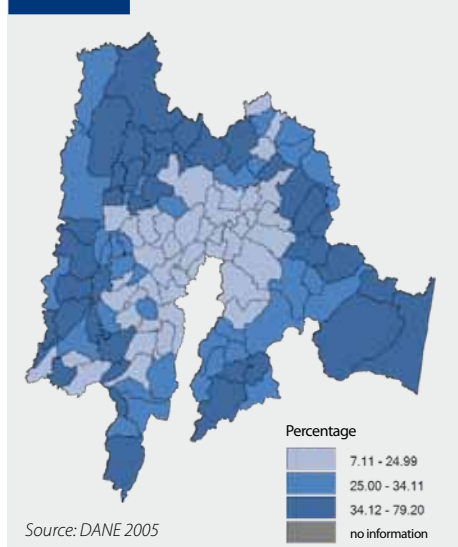 Percentage
7.11 - 24.99
25.00 - 34.11
34.12 - 79.20
no information
Source: DANE 2005